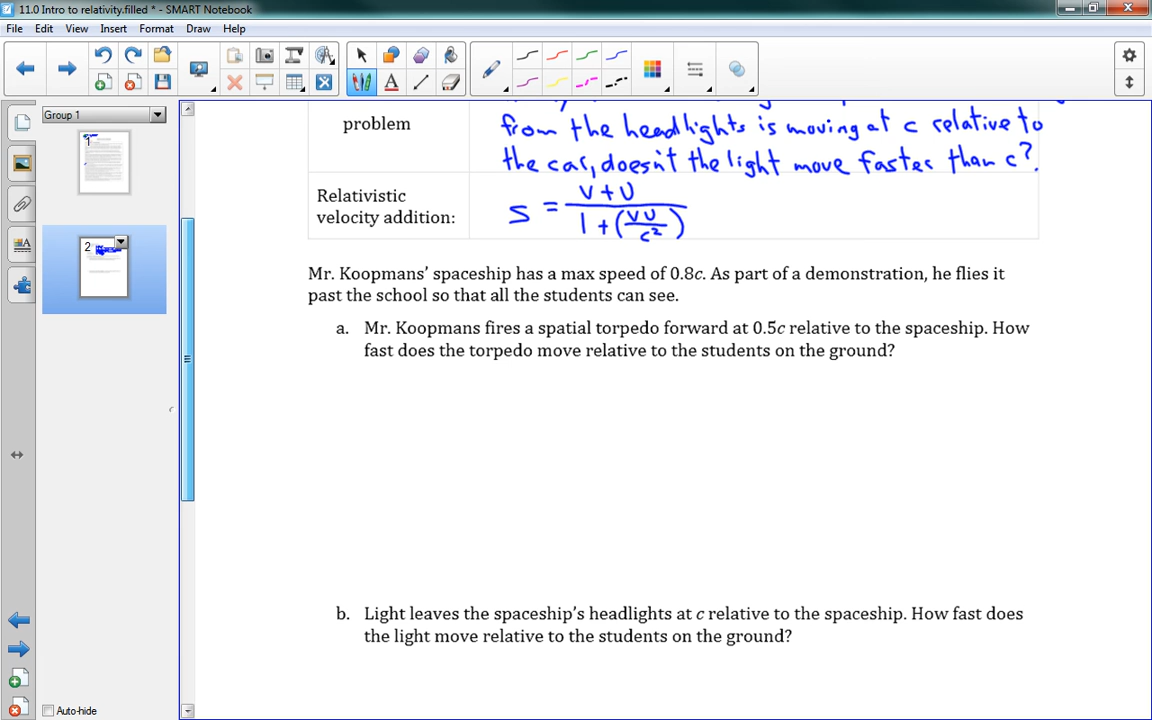 11.0 Intro to relativity.filled * - SMART Notebook
File Edit View Insert Format Draw Help
Group 1
1
2
Auto-hide
problem
from the headlights is moving at c relative to
the car, doesn't the light move faster than c?
Relativistic
velocity addition:
s = v+u
1 + (vu
c²)
Mr. Koopmans' spaceship has a max speed of 0.8c. As part of a demonstration, he flies it
past the school so that all the students can see.
a. Mr. Koopmans fires a spatial torpedo forward at 0.5c relative to the spaceship. How
fast does the torpedo move relative to the students on the ground?
b. Light leaves the spaceship's headlights at c relative to the spaceship. How fast does
the light move relative to the students on the ground?